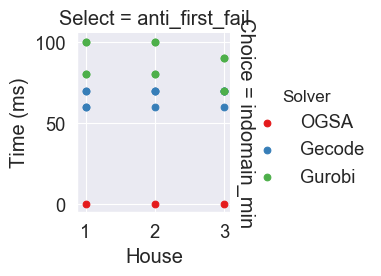 Select = anti_first_fail
Choice = indomain_min
Time (ms)
100
50
0
1 2 3
House
Solver
OGSA
Gecode
Gurobi